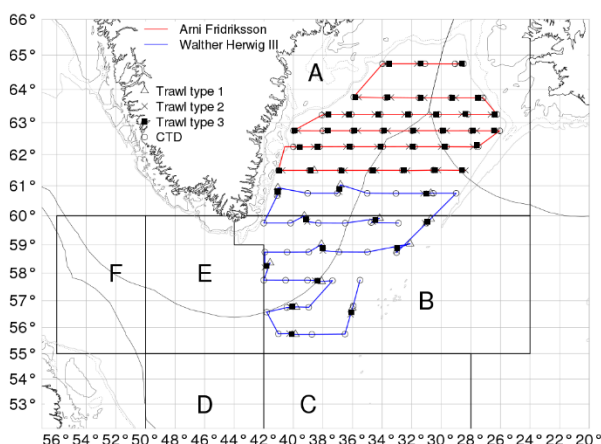 Arni Fridriksson
Walther Herwig III
Trawl type 1
Trawl type 2
Trawl type 3
CTD
A
B
C
D
E
F
66°
65°
64°
63°
62°
61°
60°
59°
58°
57°
56°
55°
54°
53°
56° 54° 52° 50° 48° 46° 44° 42° 40° 38° 36° 34° 32° 30° 28° 26° 24° 22° 20°